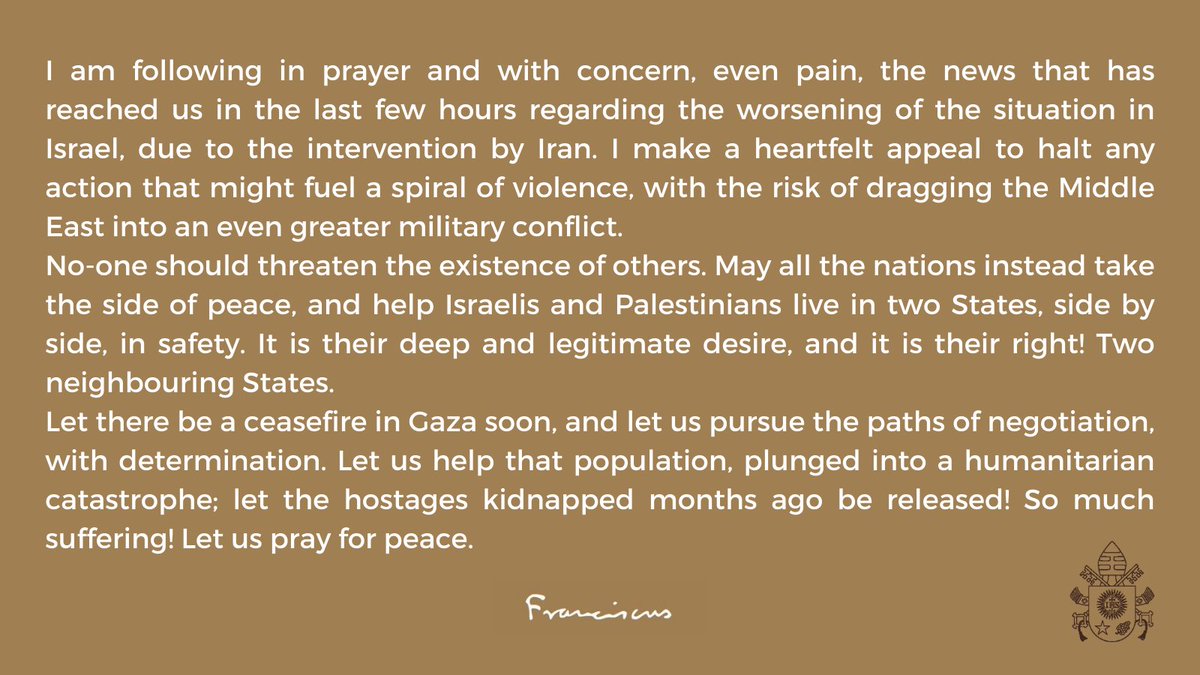 I am following in prayer and with concern, even pain, the news that has
reached us in the last few hours regarding the worsening of the situation in
Israel, due to the intervention by Iran. I make a heartfelt appeal to halt any
action that might fuel a spiral of violence, with the risk of dragging the Middle
East into an even greater military conflict.
No-one should threaten the existence of others. May all the nations instead take
the side of peace, and help Israelis and Palestinians live in two States, side by
side, in safety. It is their deep and legitimate desire, and it is their right! Two
neighbouring States.
Let there be a ceasefire in Gaza soon, and let us pursue the paths of negotiation,
with determination. Let us help that population, plunged into a humanitarian
catastrophe; let the hostages kidnapped months ago be released! So much
suffering! Let us pray for peace.
Franciscus
IHS